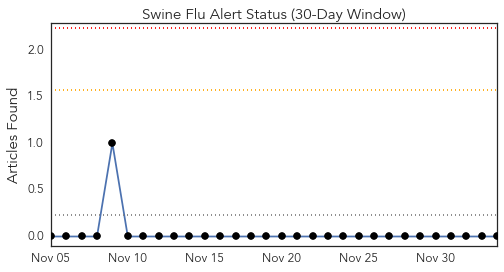 Swine Flu Alert Status (30-Day Window)
Articles Found
2.0
1.5
1.0
0.5
0.0
Nov 05 Nov 10 Nov 15 Nov 20 Nov 25 Nov 30